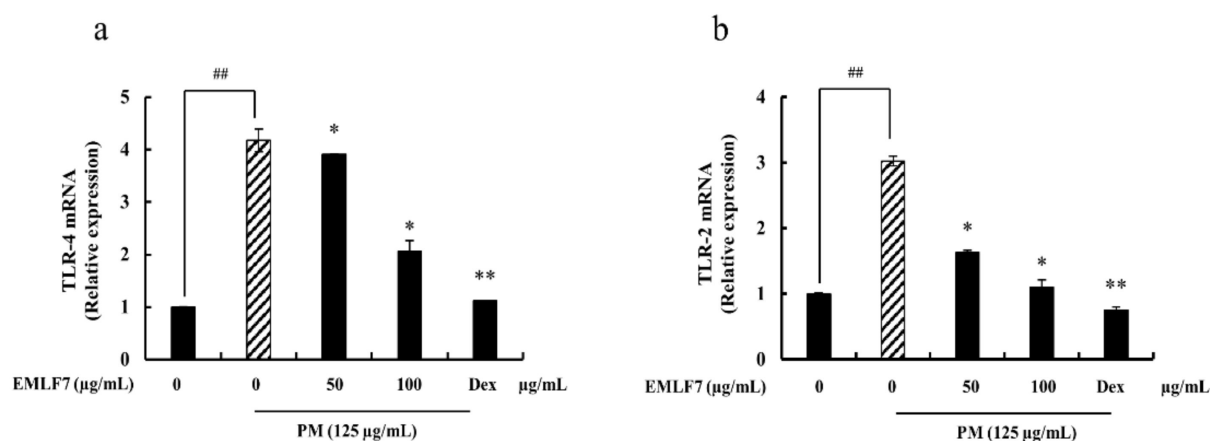 a
##
5
4
3
2
1
0
TLR-4 mRNA
(Relative expression)
*
*
**
EMLF7 (μg/mL) 0 0 50 100 Dex μg/mL
PM (125 μg/mL)
b
##
4
3
2
1
0
TLR-2 mRNA
(Relative expression)
*
*
**
EMLF7 (μg/mL) 0 0 50 100 Dex μg/mL
PM (125 μg/mL)